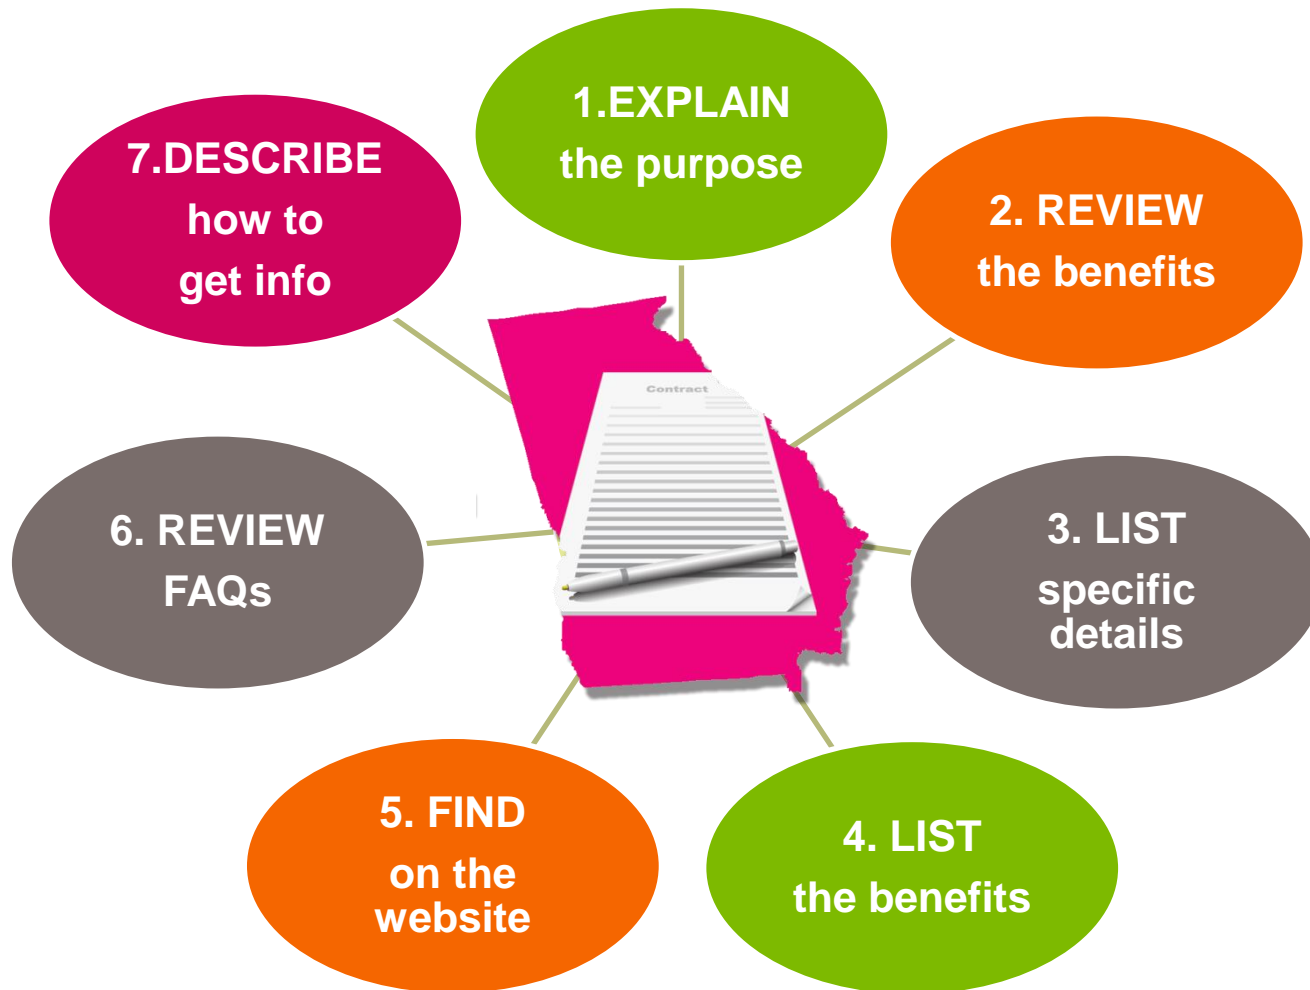 1.EXPLAIN
the purpose
2. REVIEW
the benefits
3. LIST
specific
details
4. LIST
the benefits
5. FIND
on the
website
6. REVIEW
FAQs
7.DESCRIBE
how to
get info
Contract